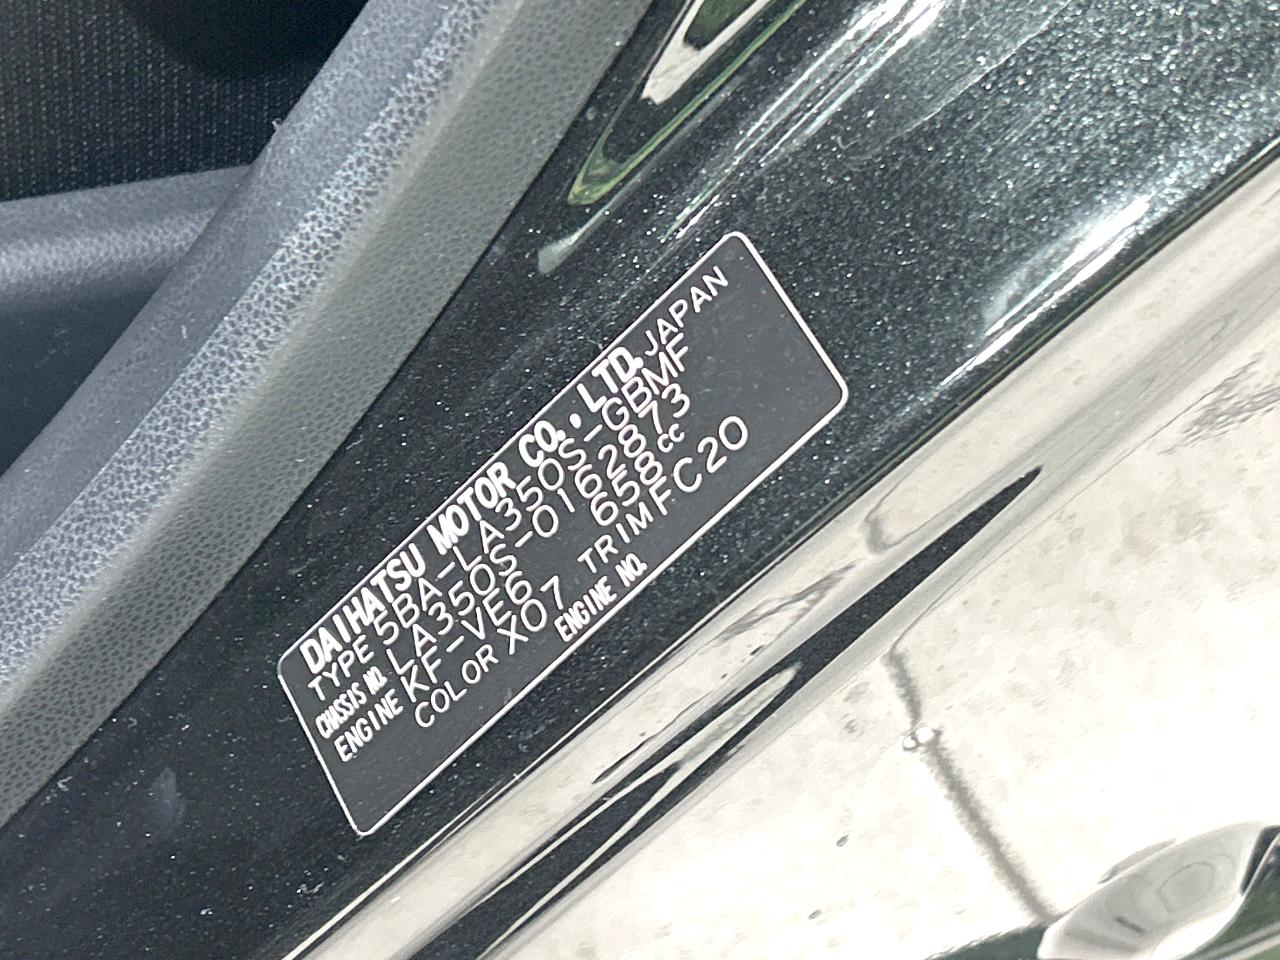 DAIHATSU MOTOR CO., LTD. JAPAN
TYPE 5BA-LA350S-GBMF
CHASSIS NO. LA350S-0162873
ENGINE KF-VE6 658cc
COLOR X07 TRIM FC20
ENGINE NO.